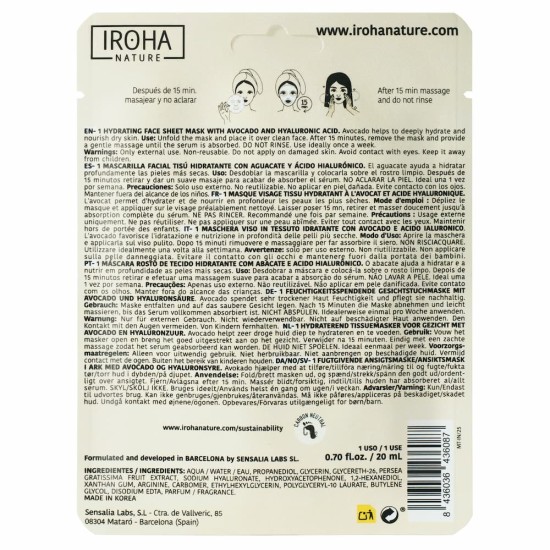 IROHA
NATURE
www.irohanature.com
Después de 15 min.
masajear y no aclarar
15
After 15 min massage
and do not rinse
EN- 1 HYDRATING FACE SHEET MASK WITH AVOCADO AND HYALURONIC ACID. Avocado helps to deeply hydrate and
nourish dry skin. Use: Unfold the mask and place it over clean face. After 15 minutes, remove the mask and provide
a gentle massage until the serum is absorbed. DO NOT RINSE. Use ideally once a week.
Warnings: Only external use. Non-reusable. Do not apply on damaged skin. Avoid contact with eyes. Keep it away
from children.
ES- 1 MASCARILLA FACIAL TISÚ HIDRATANTE CON AGUACATE Y ÁCIDO HIALURÓNICO. El aguacate ayuda a hidratar
profundamente las pieles más secas. Uso: Desdoblar la mascarilla y colocarla sobre el rostro limpio. Después de
15 minutos retirar y dar un suave masaje para acabar de absorber el sérum. NO ACLARAR LA PIEL. Ideal 1 vez
por semana. Precauciones: Solo uso externo. No reutilizable. No aplicar en piel dañada. Evite contacto con los ojos.
Mantener fuera del alcance de los niños. FR- 1 MASQUE VISAGE TISSU HYDRATANT À L'AVOCAT ET ACIDE HYALURONIQUE.
L'avocat permet d'hydrater et de nourrir en profondeur les peaux les plus sèches. Mode d'emploi : Dépliez le
masque et appliquer sur le visage préalablement nettoyé. Laisser poser 15 mn, retirer et masser doucement jusqu'à
absorption complète du sérum. NE PAS RINCER. Recommandé une fois par semaine. Précautions : Usage externe
uniquement. Ne pas réutiliser. Ne pas appliquer sur une peau abîmée. Eviter tout contact avec les yeux. Maintenir
hors de portée des enfants. IT- 1 MASCHERA VISO IN TESSUTO IDRATANTE CON AVOCADO E ACIDO IALURONICO.
L'avocado favorisce l'idratazione e nutrizione in profondità delle pelli più secche. Modo d'Uso: Aprire la maschera
e applicarla sul viso pulito. Dopo 15 minuti rimuovere e massaggiare per far assorbire il siero. NON RISCIACQUARE.
Utilizzare idealmente una volta alla settimana. Avvertenze: solo per uso esterno. Non riutilizzare. Non applicare
sulla pelle danneggiata. Evitare il contatto con gli occhi e mantenere fuori dalla portata dei bambini.
PT- 1 MÁSCARA ROSTO DE TECIDO HIDRATANTE COM ABACATE E ACIDO HIALURONICO. O abacate ajuda a hidratar e a
nutrir em profundidade as peles mais secas. Uso: Desdobrar a máscara e colocá-la sobre o rosto limpo. Depois de
15 minutos retirar e efetuar uma suave massagem para acabar de absorver o sérum. NÃO LAVAR A PELE. Ideal 1 vez
por semana. Precauções: Apenas uso externo. Não reutilizável. Não aplicar em pele danificada. Evite contacto
com os olhos. Manter fora do alcance das crianças. DE- 1 FEUCHTIGKEITSSPENDENDE GESICHTSTUCHMASKE MIT
AVOCADO UND HYALURONSÄURE. Avocado spendet sehr trockener Haut Feuchtigkeit und pflegt sie nachhaltig.
Gebrauch: Maske entfalten und auf das saubere Gesicht legen. Nach 15 Minuten die Maske abnehmen und leicht
massieren, bis das Serum vollkommen absorbiert ist. NICHT ABSPÜLEN. Idealerweise einmal pro Woche anwenden.
Warnung: Nur für externen Gebrauch. Nicht wiederverwendbar. Nicht auf beschädigter Haut anwenden. Kontakt
mit den Augen vermeiden. Von Kindern fernhalten. NL- 1 HYDRATEREND TISSUEMASKER VOOR GEZICHT MET
AVOCADO EN HYALURONZUUR. Avocado helpt zeer droge huid diep te hydrateren en te voeden. Gebruik: Vouw het
masker open en breng het goed uitgestrekt aan op het gezicht. Verwijder na 15 minuten. Eindig met een zachte
massage zodat het serum geabsorbeerd kan worden. DE HUID NIET SPOELEN. Ideaal eenmaal per week. Voorzorgs-
maatregelen: Alleen voor uitwendig gebruik. Niet herbruikbaar. Niet aanbrengen op beschadigde huid. Vermijd
contact met de ogen. Buiten het bereik van kinderen houden. DA/NO/SV- 1 FUGTGIVENDE ANSIGTSMASKE/ANSIKTSMASK
I ARK MED AVOCADO OG HYALURONSYRE. Avokado hjælper med at tilføre/tilföra næring/näring til og fukte
tør/torr hud i dybden/på djupet. Anvendelse: Fold/brett masken ud, og spænd/strekk/spänn den godt ud/ordent-
ligt over ansigtet. Fjern/Avlägsna efter 15 min. Massér blidt/forsiktig, indtil/tills huden har absorberet al/allt
serum. SKYL/SKÖLJ IKKE. Bruges ideelt/Används best én gang om ugen/i veckan. Advarsler/Varning: Kun/Endast
til udvortes brug. Kan ikke genbruges/gjenbruges/återanvändas. Må ikke påføres/appliceras på beskadiget hud.
Undgå kontakt med øjnene/ögonen. Opbevares/Förvaras utilgængeligt for børn/barn.
www.irohanature.com/sustainability
CARBON NEUTRAL
Formulated and developed in BARCELONA by SENSALIA LABS SL.
1 USO / 1 USE
0.70 fl.oz. / 20 mL
INGREDIENTES/INGREDIENTS: AQUA / WATER / EAU, PROPANEDIOL, GLYCERIN, GLYCERETH-26, PERSEA
GRATISSIMA FRUIT EXTRACT, SODIUM HYALURONATE, HYDROXYACETOPHENONE, 1,2-HEXANEDIOL,
XANTHAN GUM, ARGININE, CARBOMER, ETHYLHEXYLGLYCERIN, POLYGLYCERYL-10 LAURATE, BUTYLENE
GLYCOL, DISODIUM EDTA, PARFUM / FRAGRANCE.
MADE IN KOREA
Sensalia Labs, S.L - Ctra. de Vallveric, 85
08304 Mataró - Barcelona (Spain)
8 436036 436087
MT-IN/23